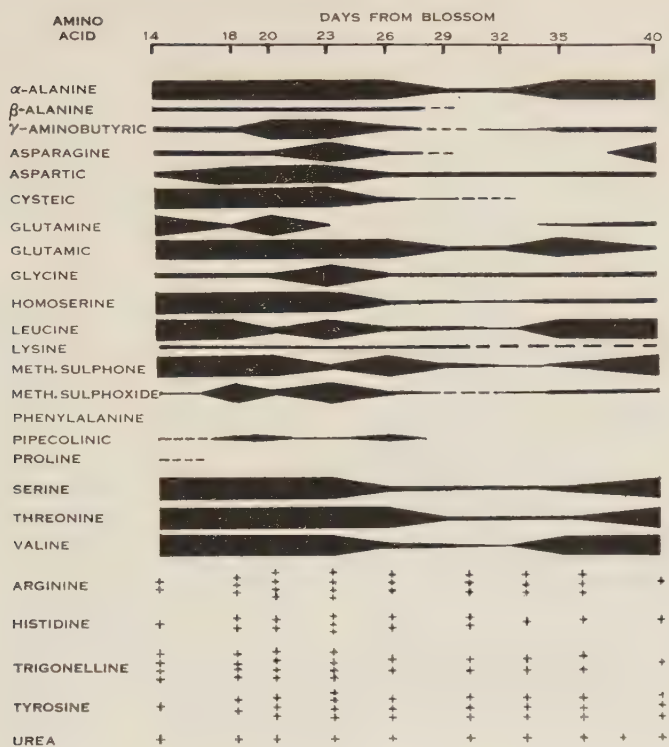 AMINO ACID
DAYS FROM BLOSSOM
14 18 20 23 26 29 32 35 40
α-ALANINE
β-ALANINE
γ-AMINOBUTYRIC
ASPARAGINE
ASPARTIC
CYSTEIC
GLUTAMINE
GLUTAMIC
GLYCINE
HOMOSERINE
LEUCINE
LYSINE
METH. SULPHONE
METH. SULPHOXIDE
PHENYLALANINE
PIPECOLINIC
PROLINE
SERINE
THREONINE
VALINE
ARGININE
HISTIDINE
TRIGONELLINE
TYROSINE
UREA